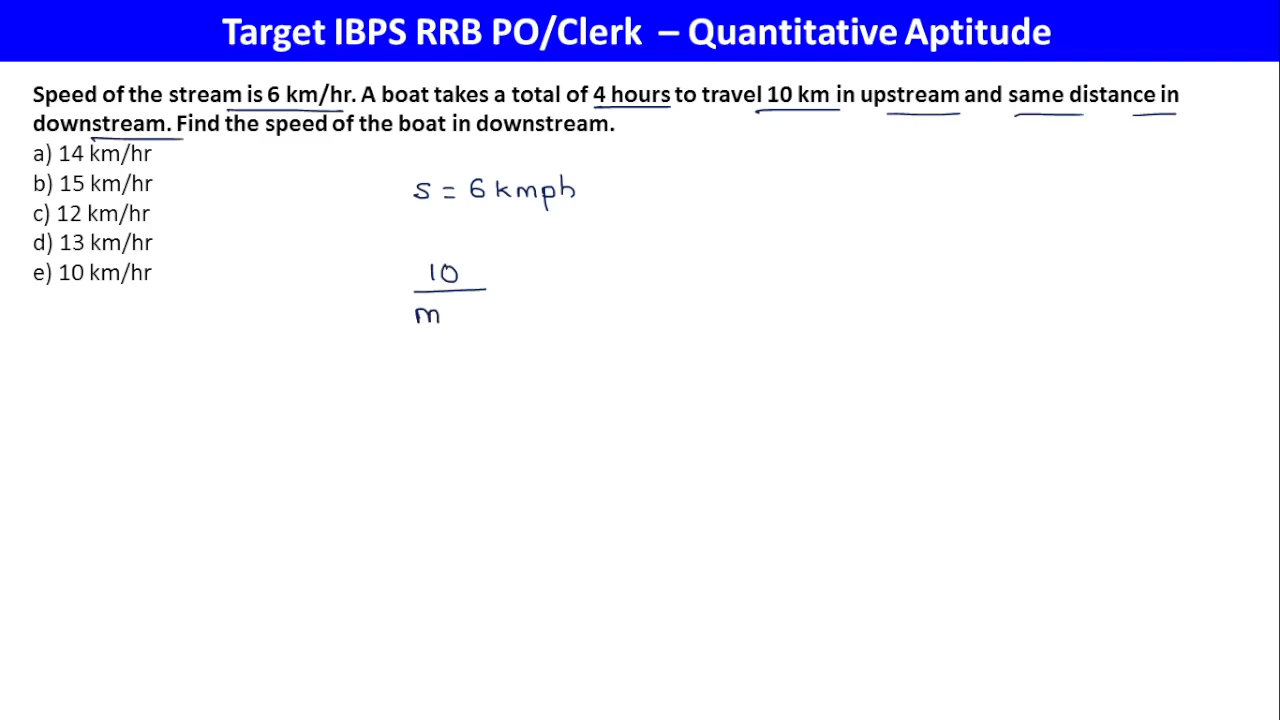 Target IBPS RRB PO/Clerk – Quantitative Aptitude
Speed of the stream is 6 km/hr. A boat takes a total of 4 hours to travel 10 km in upstream and same distance in
downstream. Find the speed of the boat in downstream.
a) 14 km/hr
b) 15 km/hr
c) 12 km/hr
d) 13 km/hr
e) 10 km/hr
s = 6 kmph
10
m